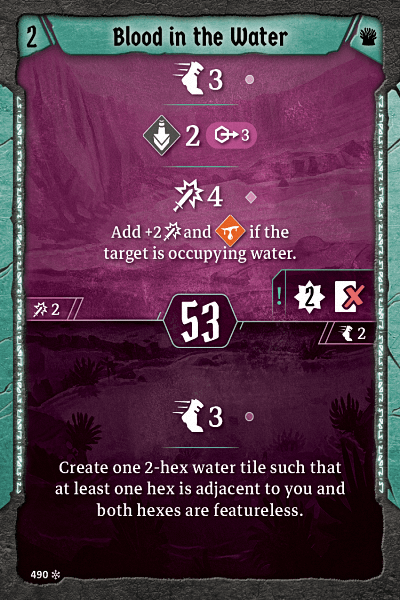 2
Blood in the Water
3
2 3
4
Add +2 and if the
target is occupying water.
! 2
2
53
2
3
Create one 2-hex water tile such that
at least one hex is adjacent to you and
both hexes are featureless.
490